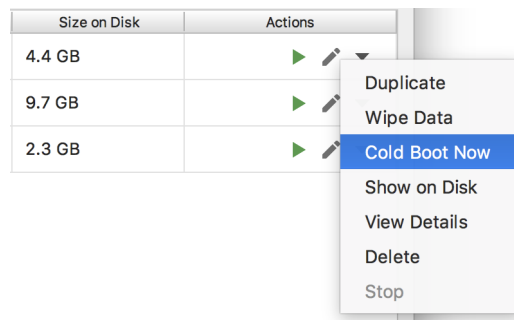 Size on Disk Actions
4.4 GB
9.7 GB
2.3 GB
Duplicate
Wipe Data
Cold Boot Now
Show on Disk
View Details
Delete
Stop